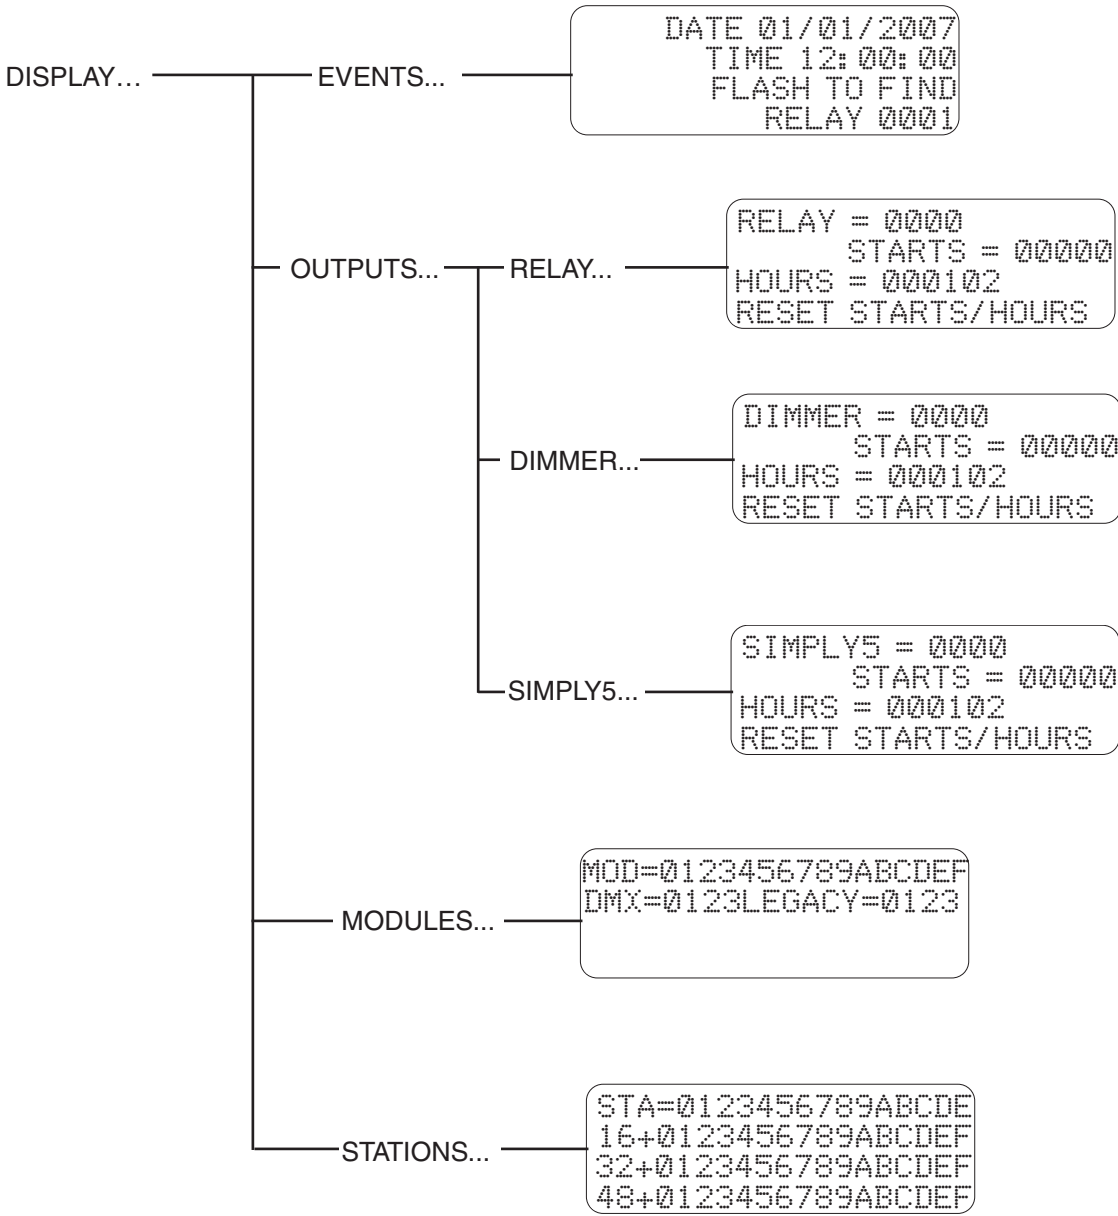 DISPLAY...
EVENTS...
DATE 01/01/2007
TIME 12:00:00
FLASH TO FIND
RELAY 0001
OUTPUTS...
RELAY...
RELAY = 0000
STARTS = 00000
HOURS = 000102
RESET STARTS/HOURS
DIMMER...
DIMMER = 0000
STARTS = 00000
HOURS = 000102
RESET STARTS/HOURS
SIMPLY5...
SIMPLY5 = 0000
STARTS = 00000
HOURS = 000102
RESET STARTS/HOURS
MODULES...
MOD=0123456789ABCDEF
DMX=0123LEGACY=0123
STATIONS...
STA=0123456789ABCDE
16+0123456789ABCDEF
32+0123456789ABCDEF
48+0123456789ABCDEF